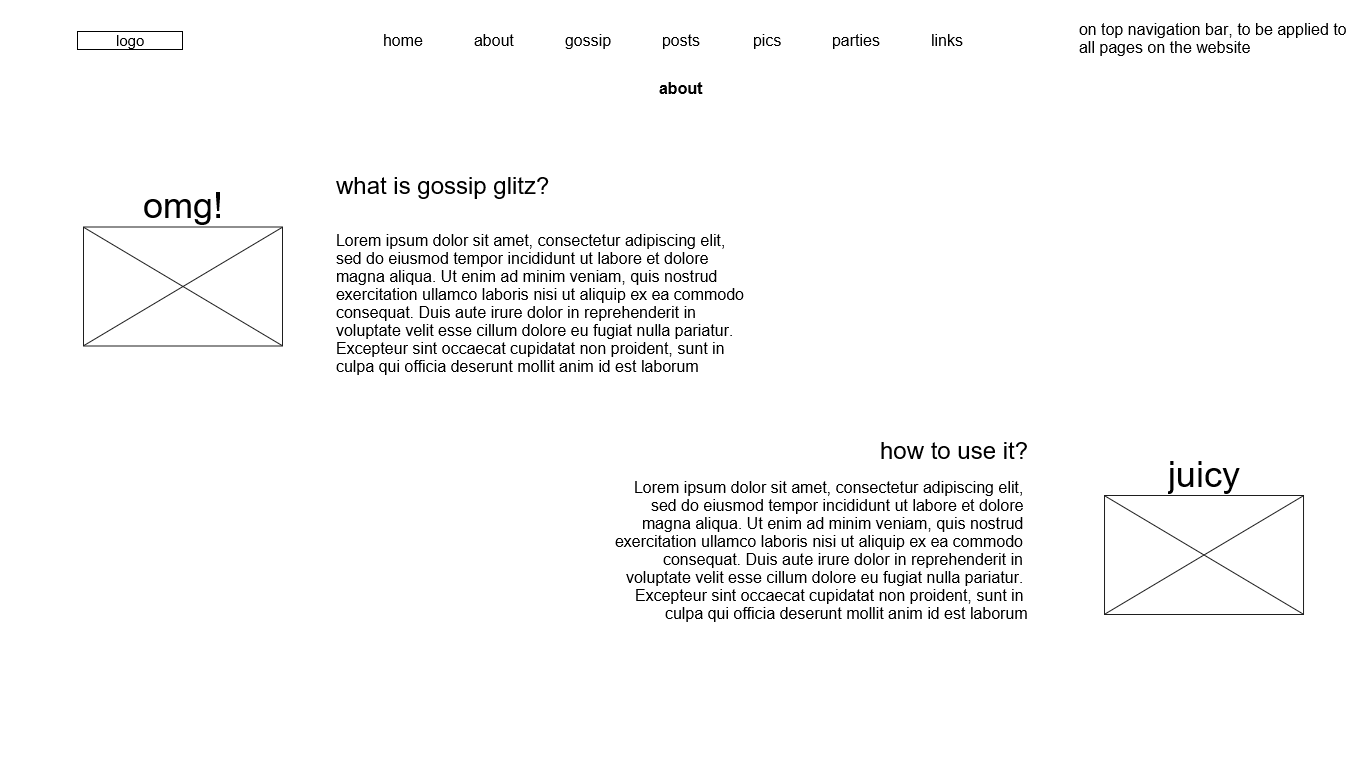 logo
home about gossip posts pics parties links
on top navigation bar, to be applied to
all pages on the website
about
omg!
what is gossip glitz?
Lorem ipsum dolor sit amet, consectetur adipiscing elit,
sed do eiusmod tempor incididunt ut labore et dolore
magna aliqua. Ut enim ad minim veniam, quis nostrud
exercitation ullamco laboris nisi ut aliquip ex ea commodo
consequat. Duis aute irure dolor in reprehenderit in
voluptate velit esse cillum dolore eu fugiat nulla pariatur.
Excepteur sint occaecat cupidatat non proident, sunt in
culpa qui officia deserunt mollit anim id est laborum
how to use it?
Lorem ipsum dolor sit amet, consectetur adipiscing elit,
sed do eiusmod tempor incididunt ut labore et dolore
magna aliqua. Ut enim ad minim veniam, quis nostrud
exercitation ullamco laboris nisi ut aliquip ex ea commodo
consequat. Duis aute irure dolor in reprehenderit in
voluptate velit esse cillum dolore eu fugiat nulla pariatur.
Excepteur sint occaecat cupidatat non proident, sunt in
culpa qui officia deserunt mollit anim id est laborum
juicy